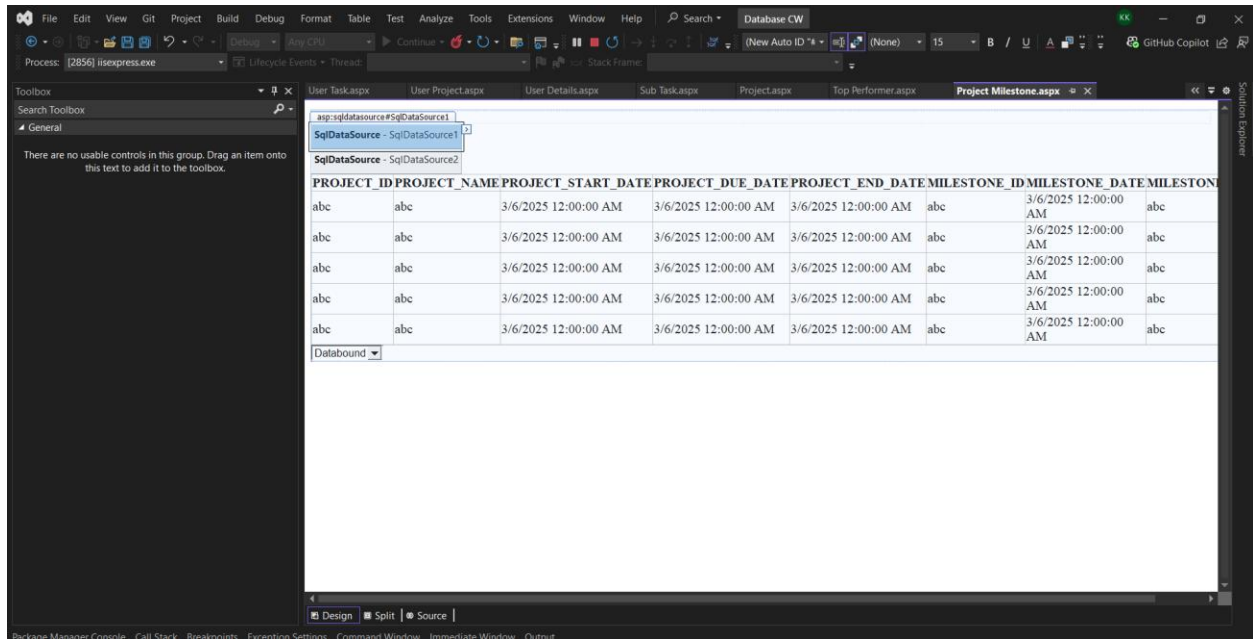 File Edit View Git Project Build Debug Format Table Test Analyze Tools Extensions Window Help Search Database CW KK
Debug Any CPU Continue (New Auto ID (None) 15 B I U A GitHub Copilot
Process: [2856] iisexpress.exe Lifecycle Events Thread: Stack Frame:
Toolbox User Task.aspx User Project.aspx User Details.aspx Sub Task.aspx Project.aspx Top Performer.aspx Project Milestone.aspx
Solution Explorer
Search Toolbox
General
There are no usable controls in this group. Drag an item onto
this text to add it to the toolbox.
asp:sqldatasource#SqlDataSource1
SqlDataSource - SqlDataSource1
SqlDataSource - SqlDataSource2
PROJECT_ID PROJECT_NAME PROJECT_START_DATE PROJECT_DUE_DATE PROJECT_END_DATE MILESTONE_ID MILESTONE_DATE MILESTON
abc abc 3/6/2025 12:00:00 AM 3/6/2025 12:00:00 AM 3/6/2025 12:00:00 AM abc 3/6/2025 12:00:00 AM abc
abc abc 3/6/2025 12:00:00 AM 3/6/2025 12:00:00 AM 3/6/2025 12:00:00 AM abc 3/6/2025 12:00:00 AM abc
abc abc 3/6/2025 12:00:00 AM 3/6/2025 12:00:00 AM 3/6/2025 12:00:00 AM abc 3/6/2025 12:00:00 AM abc
abc abc 3/6/2025 12:00:00 AM 3/6/2025 12:00:00 AM 3/6/2025 12:00:00 AM abc 3/6/2025 12:00:00 AM abc
abc abc 3/6/2025 12:00:00 AM 3/6/2025 12:00:00 AM 3/6/2025 12:00:00 AM abc 3/6/2025 12:00:00 AM abc
Databound
Design Split Source
Package Manager Console Call Stack Breakpoints Exception Settings Command Window Immediate Window Output